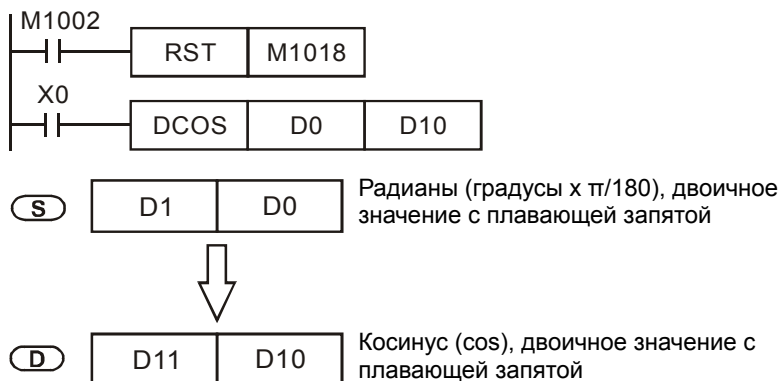 M1002
RST M1018
X0
DCOS D0 D10
S D1 D0 Радианы (градусы x π/180), двоичное
значение с плавающей запятой
D D11 D10 Косинус (cos), двоичное значение с
плавающей запятой